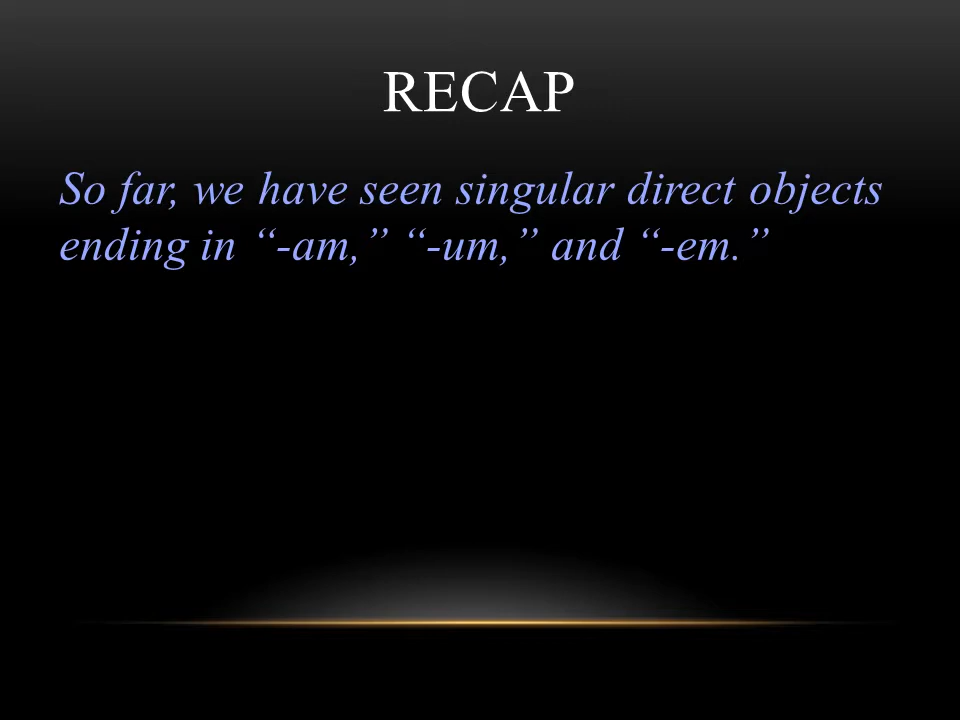 RECAP
So far, we have seen singular direct objects
ending in “-am,” “-um,” and “-em.”